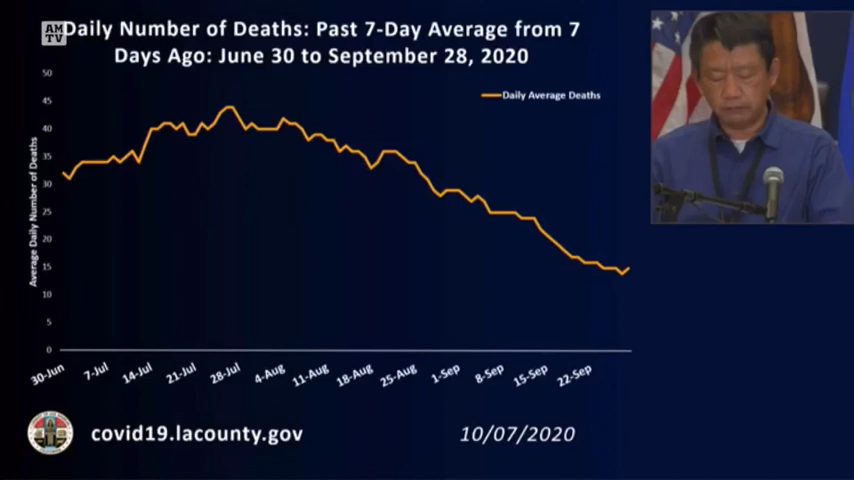 AM
TV
Daily Number of Deaths: Past 7-Day Average from 7
Days Ago: June 30 to September 28, 2020
Daily Average Deaths
Average Daily Number of Deaths
50
45
40
35
30
25
20
15
10
5
0
30-Jun
7-Jul
14-Jul
21-Jul
28-Jul
4-Aug
11-Aug
18-Aug
25-Aug
1-Sep
8-Sep
15-Sep
22-Sep
covid19.lacounty.gov
10/07/2020